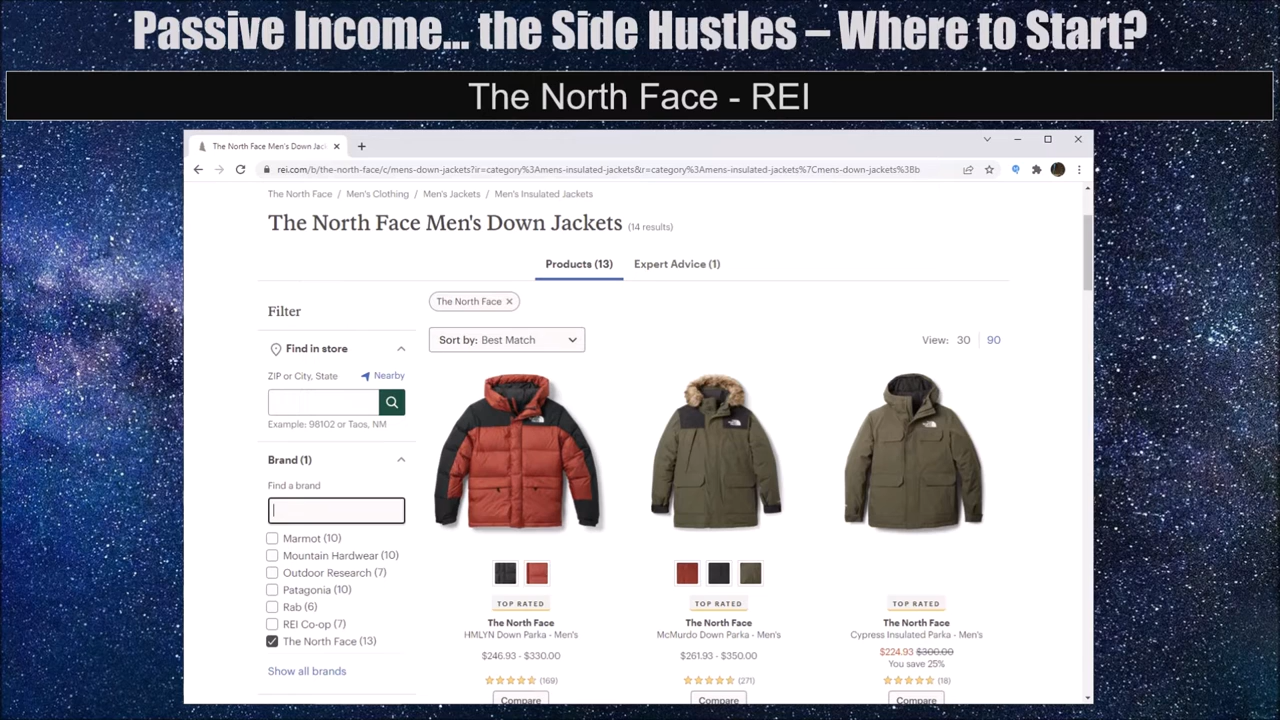 Passive Income... the Side Hustles – Where to Start?
The North Face - REI
The North Face Men's Down Jac
rei.com/b/the-north-face/c/mens-down-jackets?ir=category%3Amens-insulated-jackets&r=category%3Amens-insulated-jackets%7Cmens-down-jackets%3Bb
The North Face / Men's Clothing / Men's Jackets / Men's Insulated Jackets
The North Face Men's Down Jackets (14 results)
Products (13) Expert Advice (1)
Filter
The North Face ×
Sort by: Best Match
View: 30 90
Find in store
ZIP or City, State Nearby
Example: 98102 or Taos, NM
Brand (1)
Find a brand
Marmot (10)
Mountain Hardwear (10)
Outdoor Research (7)
Patagonia (10)
Rab (6)
REI Co-op (7)
The North Face (13)
Show all brands
TOP RATED
The North Face
HMLYN Down Parka - Men's
$246.93 - $330.00
(169)
Compare
TOP RATED
The North Face
McMurdo Down Parka - Men's
$261.93 - $350.00
(271)
Compare
TOP RATED
The North Face
Cypress Insulated Parka - Men's
$224.93 $300.00
You save 25%
(18)
Compare